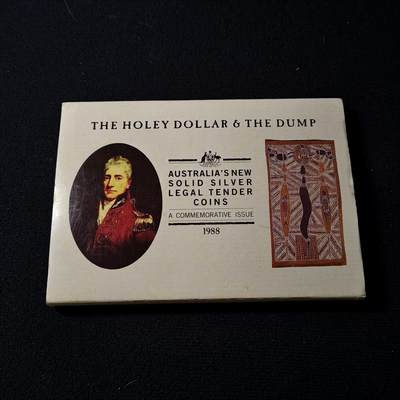 THE HOLEY DOLLAR & THE DUMP
AUSTRALIA'S NEW
SOLID SILVER
LEGAL TENDER
COINS
A COMMEMORATIVE ISSUE
1988